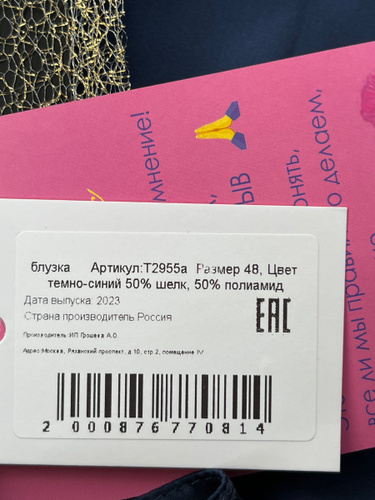 мнение!
ЫВ
онять,
о делаем,
все ли мы прави
блузка Артикул:Т2955а Размер 48, Цвет
темно-синий 50% шелк, 50% полиамид
Дата выпуска: 2023
Страна производитель Россия
EAC
Производитель: ИП Грошева А.О.
Адрес:Москва, Рязанский проспект, д 10, стр 2, помещение IV
2 000876 770814